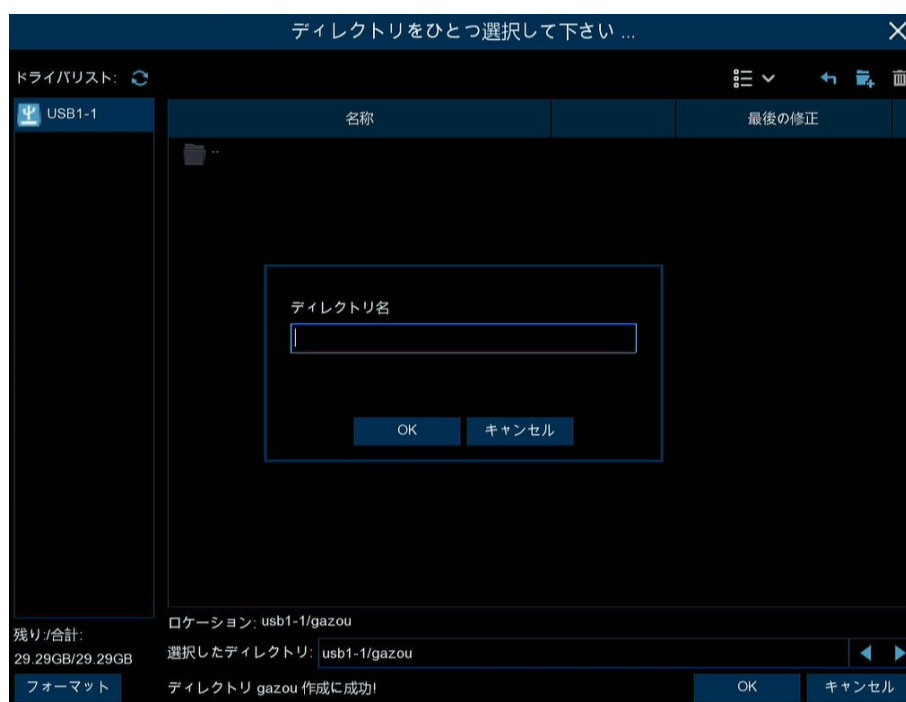 ディレクトリをひとつ選択して下さい ...
ドライバリスト:
USB1-1
名称
最後の修正
..
ディレクトリ名
OK
キャンセル
ロケーション: usb1-1/gazou
残り:/合計:
29.29GB/29.29GB
選択したディレクトリ: usb1-1/gazou
フォーマット
ディレクトリ gazou 作成に成功!
OK
キャンセル